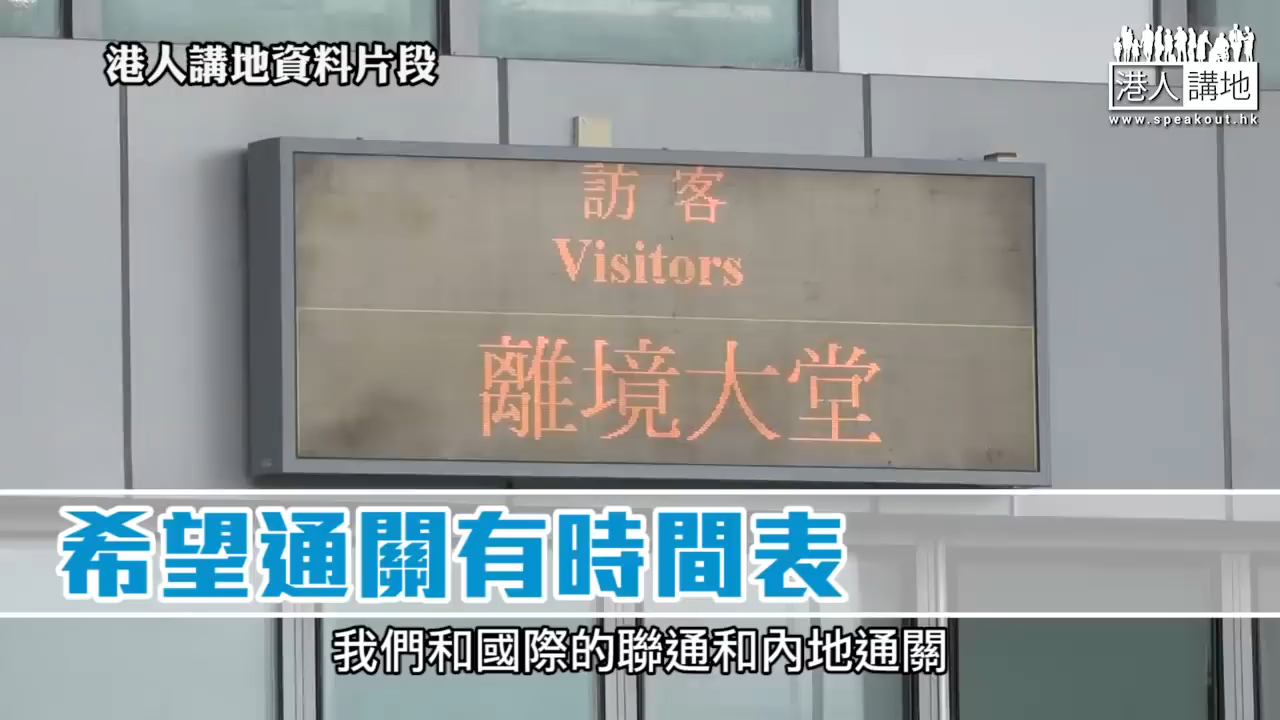 港人講地資料片段
港人講地
www.speakout.hk
訪客
Visitors
離境大堂
希望通關有時間表
我們和國際的聯通和內地通關